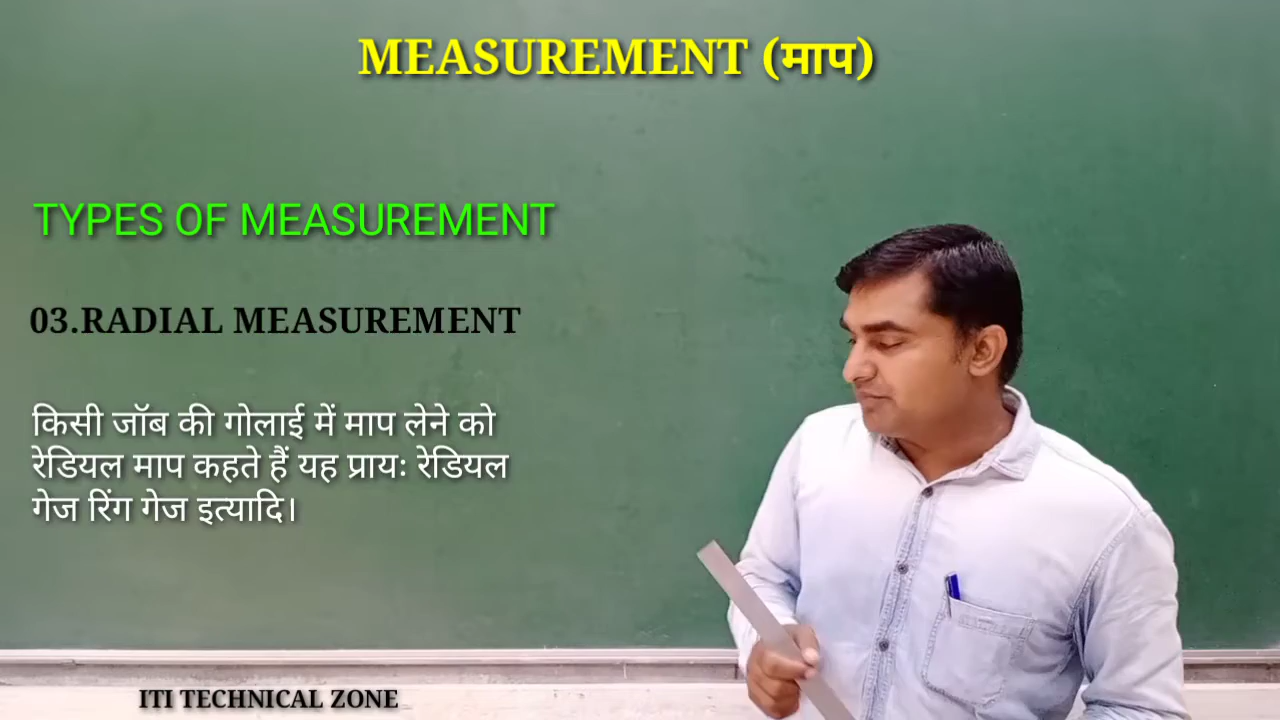 MEASUREMENT (माप)
TYPES OF MEASUREMENT
03.RADIAL MEASUREMENT
किसी जॉब की गोलाई में माप लेने को
रेडियल माप कहते हैं यह प्रायः रेडियल
गेज रिंग गेज इत्यादि।
ITI TECHNICAL ZONE